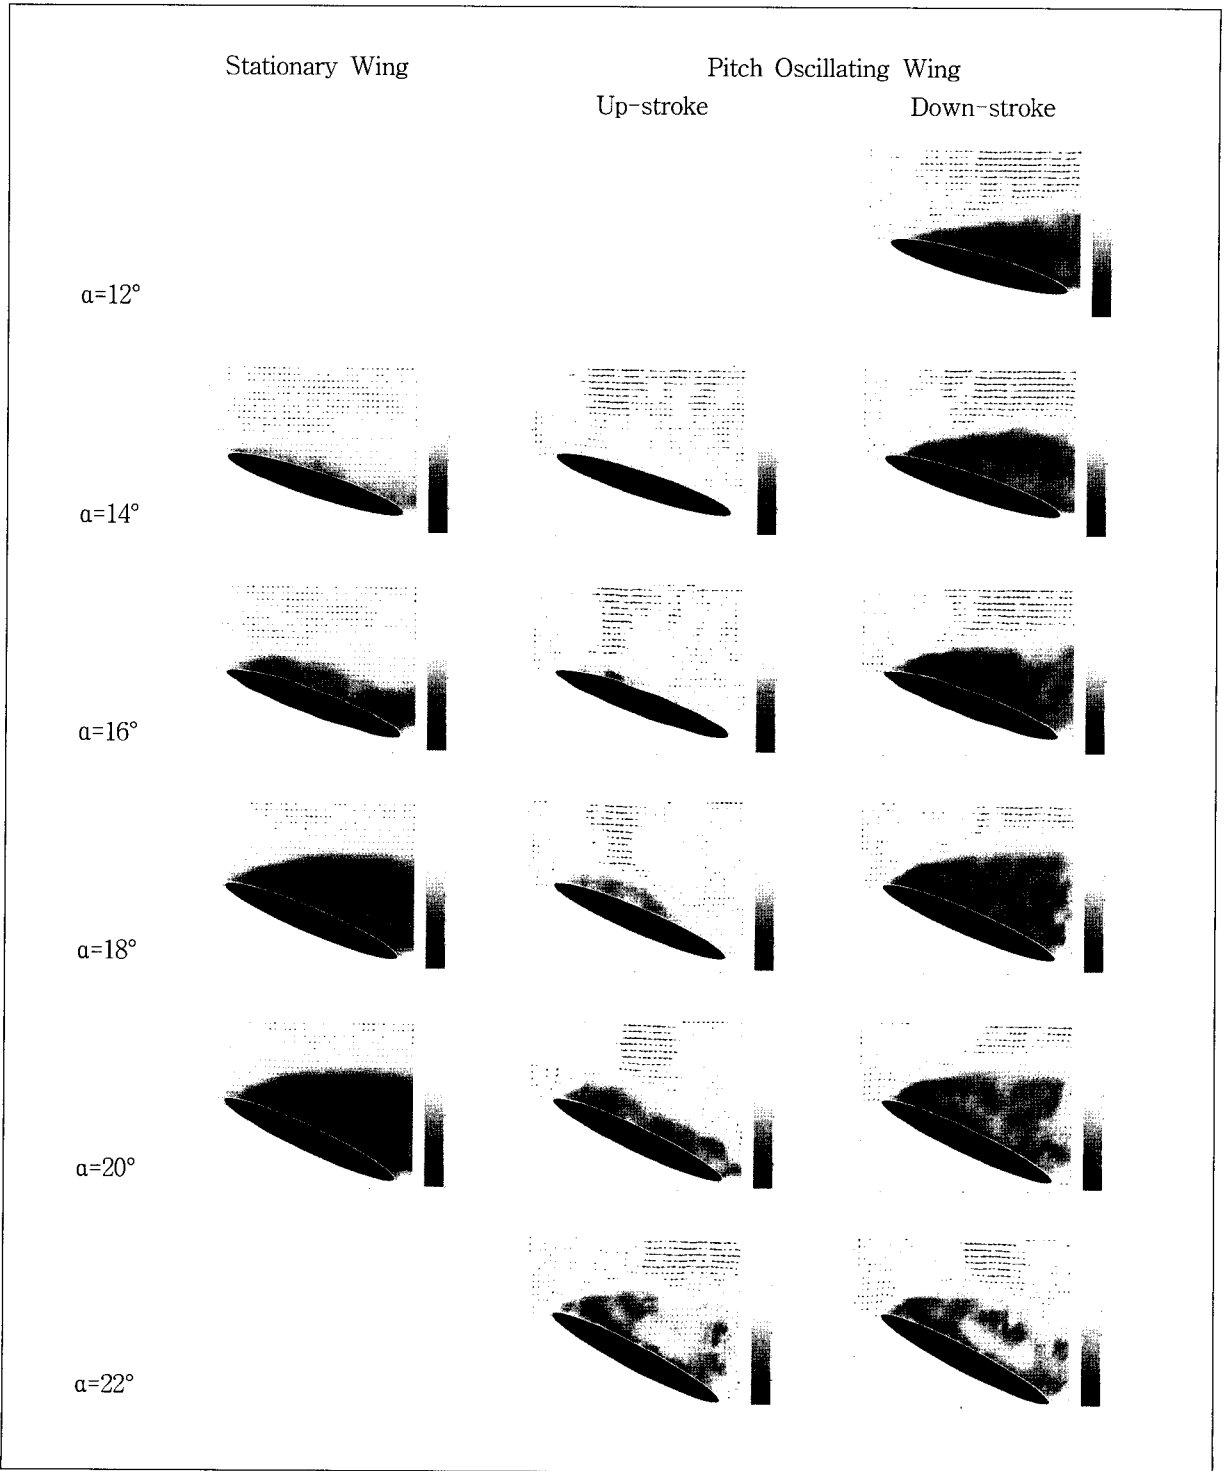 Stationary Wing
Pitch Oscillating Wing
Up-stroke
Down-stroke
α=12°
α=14°
α=16°
α=18°
α=20°
α=22°